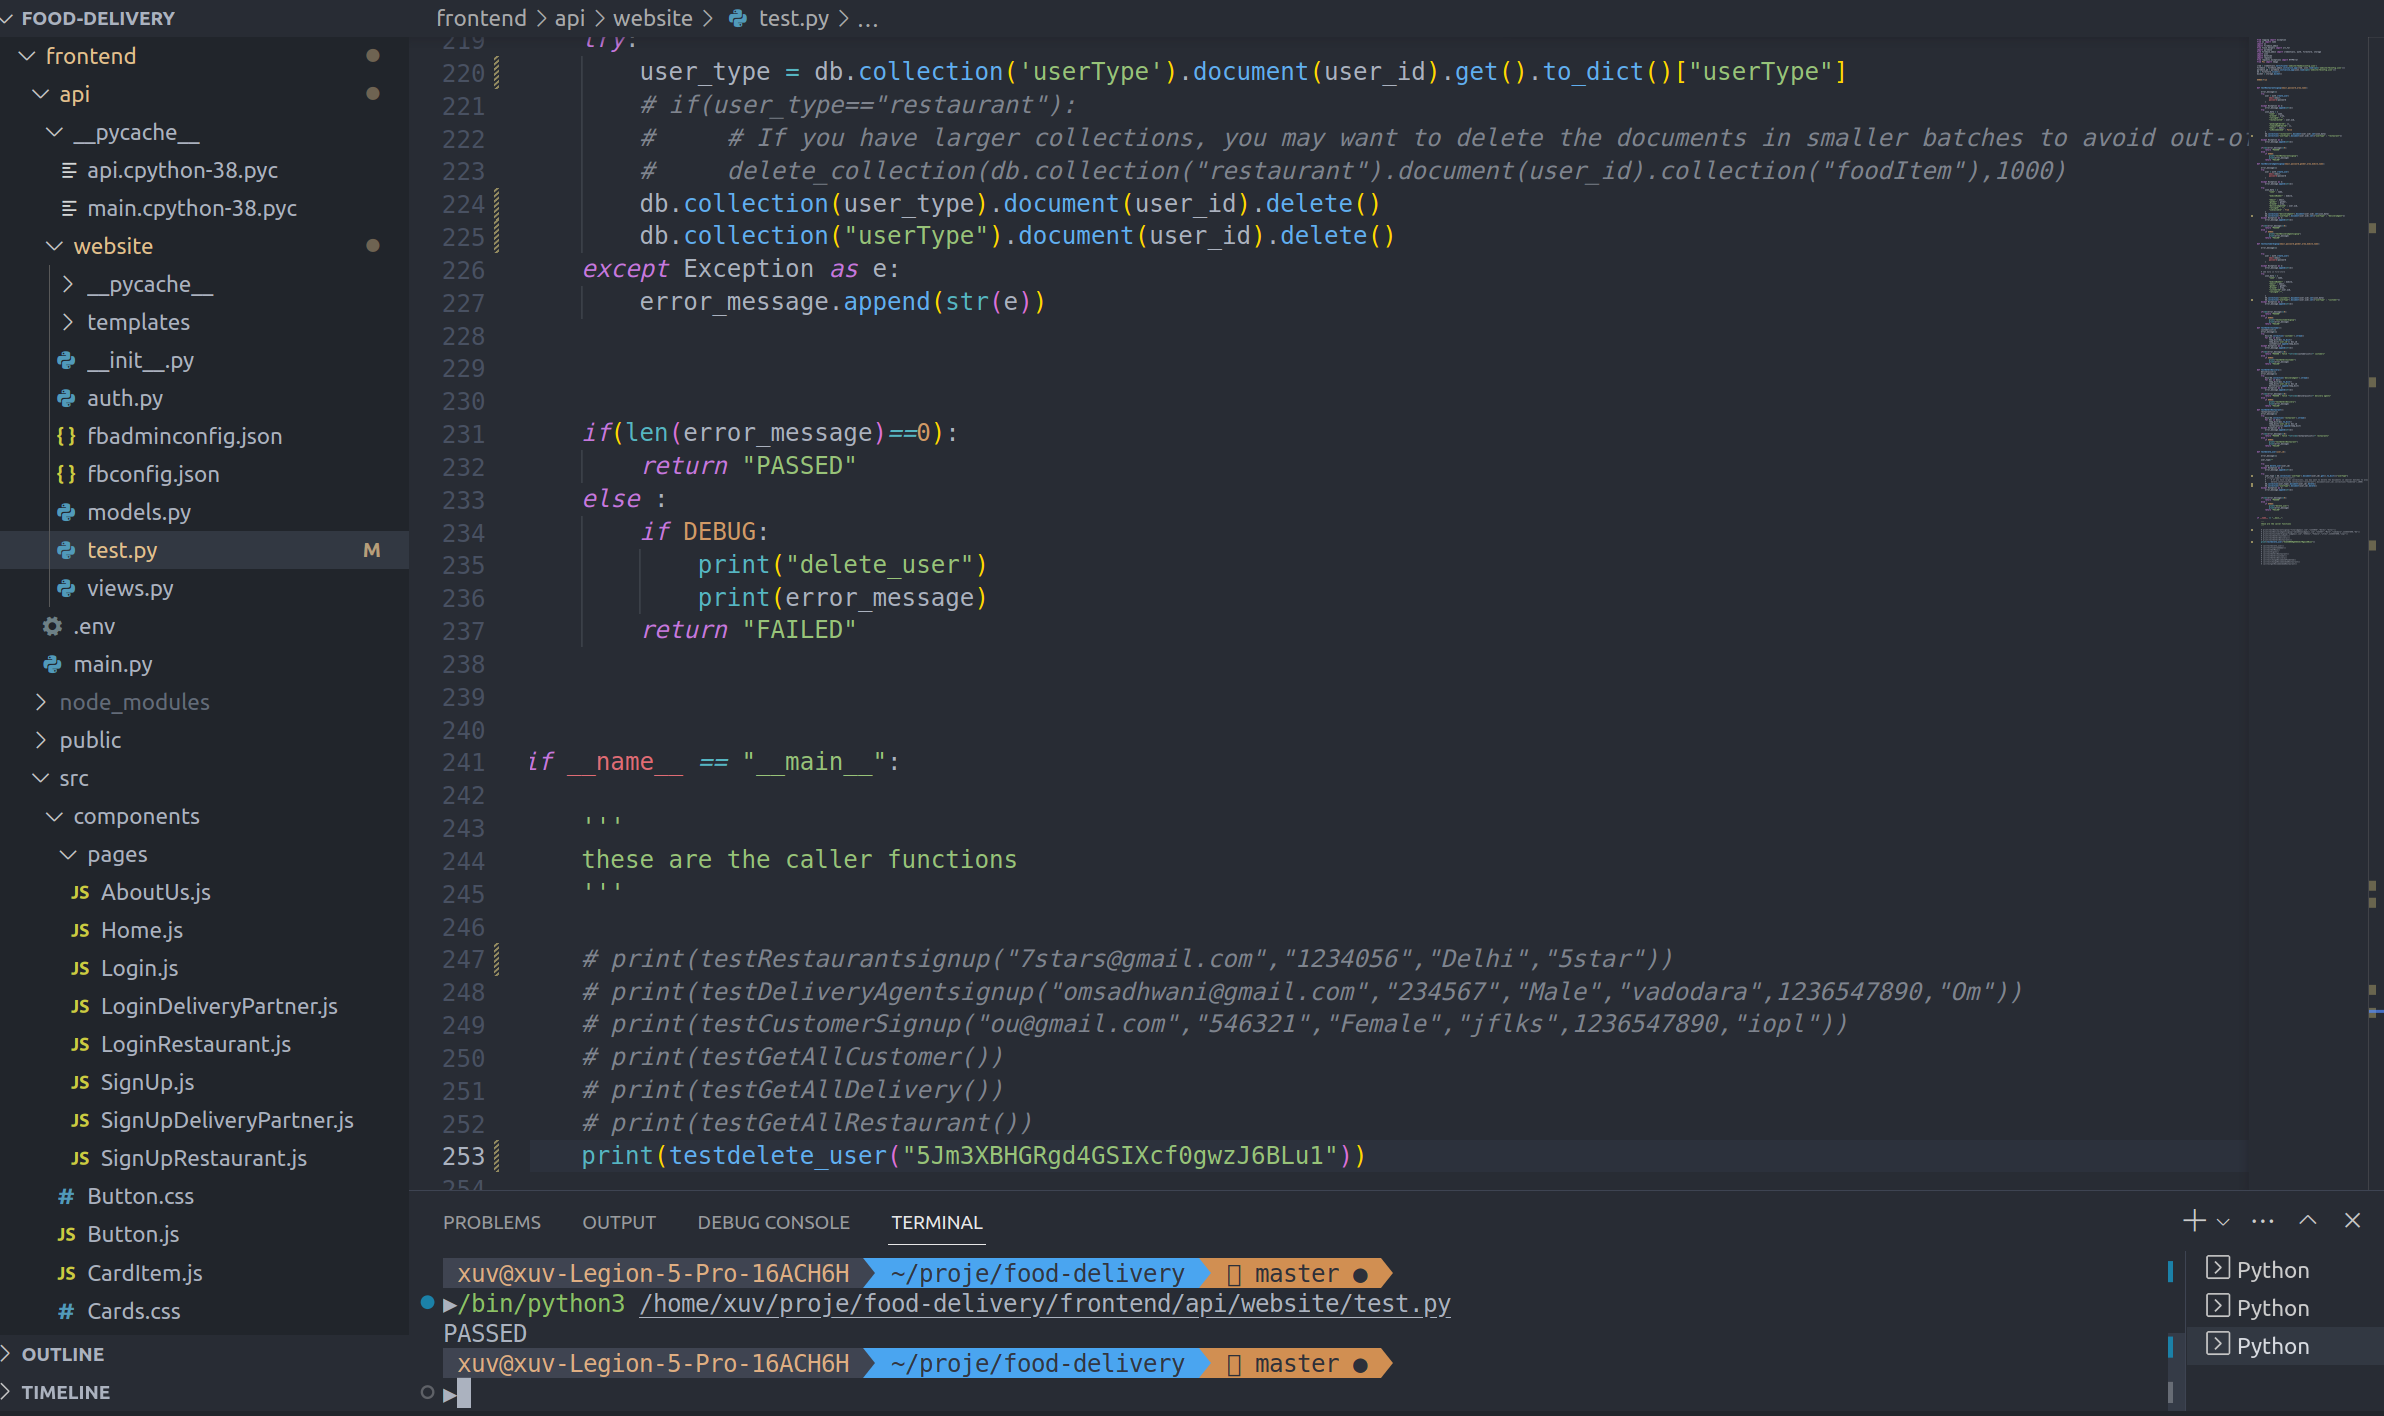 FOOD-DELIVERY
frontend
api
__pycache__
api.cpython-38.pyc
main.cpython-38.pyc
website
__pycache__
templates
__init__.py
auth.py
fbadminconfig.json
fbconfig.json
models.py
test.py M
views.py
.env
main.py
node_modules
public
src
components
pages
AboutUs.js
Home.js
Login.js
LoginDeliveryPartner.js
LoginRestaurant.js
SignUp.js
SignUpDeliveryPartner.js
SignUpRestaurant.js
Button.css
Button.js
CardItem.js
Cards.css
OUTLINE
TIMELINE
frontend > api > website > test.py > ...
219 try:
220 user_type = db.collection('userType').document(user_id).get().to_dict()["userType"]
221 # if(user_type=="restaurant"):
222 # # If you have larger collections, you may want to delete the documents in smaller batches to avoid out-o
223 # delete_collection(db.collection("restaurant").document(user_id).collection("foodItem"),1000)
224 db.collection(user_type).document(user_id).delete()
225 db.collection("userType").document(user_id).delete()
226 except Exception as e:
227 error_message.append(str(e))
228
229
230
231 if(len(error_message)==0):
232 return "PASSED"
233 else :
234 if DEBUG:
235 print("delete_user")
236 print(error_message)
237 return "FAILED"
238
239
240
241 if __name__ == "__main__":
242
243 '''
244 these are the caller functions
245 '''
246
247 # print(testRestaurantsignup("7stars@gmail.com","1234056","Delhi","5star"))
248 # print(testDeliveryAgentsignup("omsadhwani@gmail.com","234567","Male","vadodara",1236547890,"Om"))
249 # print(testCustomerSignup("ou@gmail.com","546321","Female","jflks",1236547890,"iopl"))
250 # print(testGetAllCustomer())
251 # print(testGetAllDelivery())
252 # print(testGetAllRestaurant())
253 print(testdelete_user("5Jm3XBHGRgd4GSIXcf0gwzJ6BLu1"))
254
PROBLEMS OUTPUT DEBUG CONSOLE TERMINAL
xuv@xuv-Legion-5-Pro-16ACH6H ~/proje/food-delivery master ●
/bin/python3 /home/xuv/proje/food-delivery/frontend/api/website/test.py
PASSED
xuv@xuv-Legion-5-Pro-16ACH6H ~/proje/food-delivery master ●
Python
Python
Python